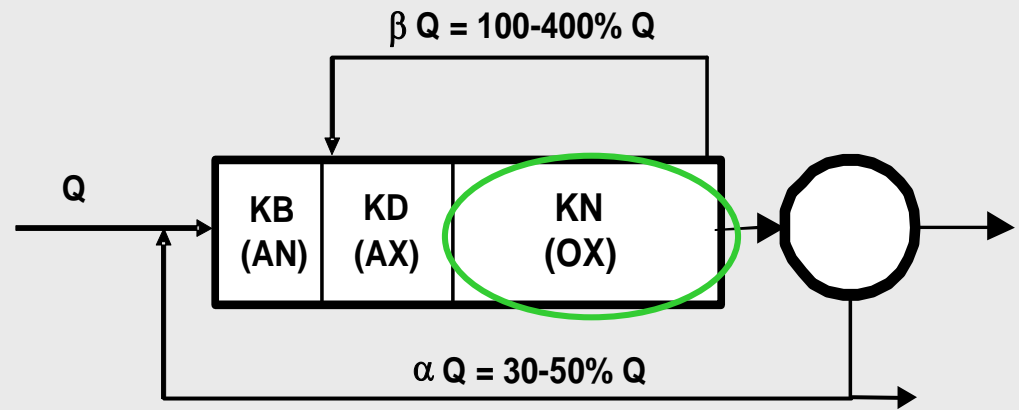 β Q = 100-400% Q
Q
KB
(AN)
KD
(AX)
KN
(OX)
α Q = 30-50% Q